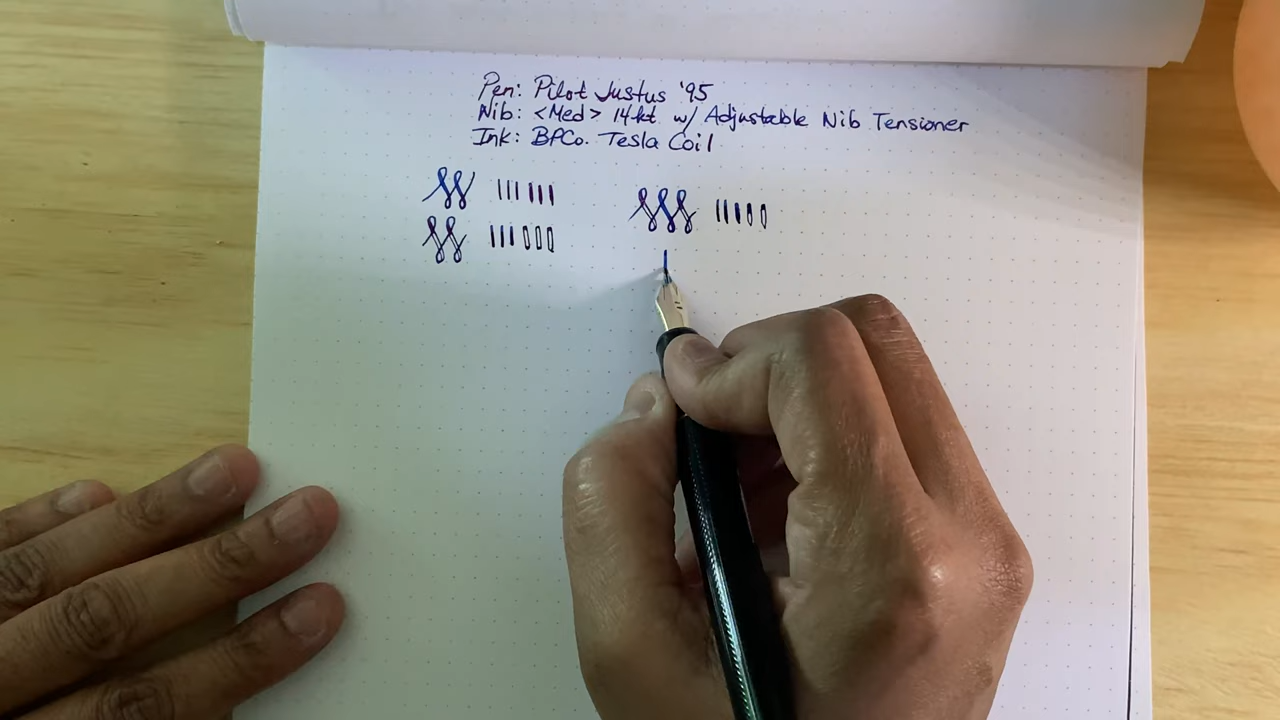 Pen: Pilot Justus '95
Nib: <Med> 14kt w/ Adjustable Nib Tensioner
Ink: BPCo. Tesla Coil